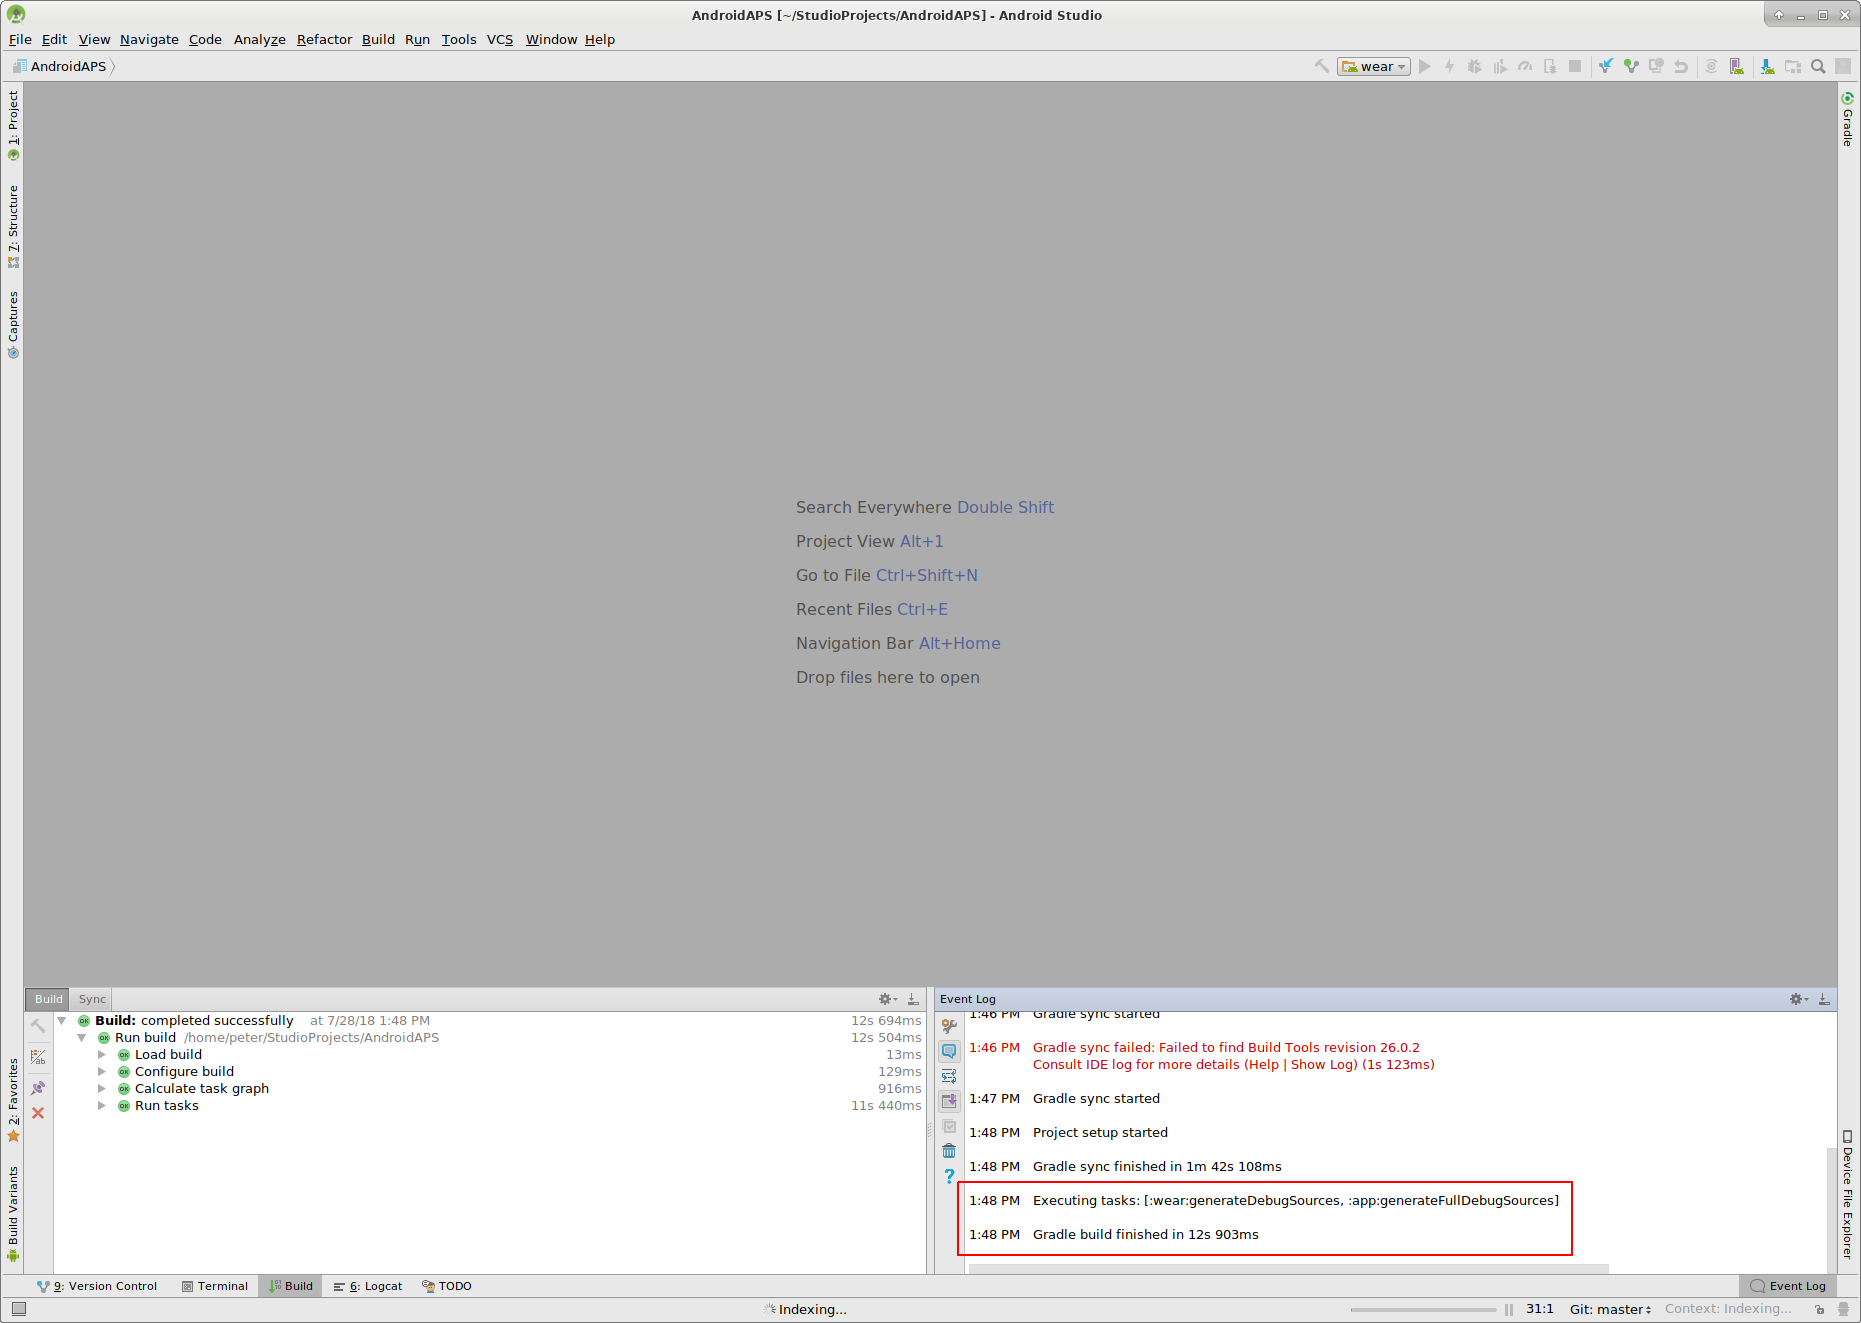 AndroidAPS [~/StudioProjects/AndroidAPS] - Android Studio
File Edit View Navigate Code Analyze Refactor Build Run Tools VCS Window Help
AndroidAPS
wear
1: Project
7: Structure
Captures
2: Favorites
Build Variants
Gradle
Device File Explorer
Search Everywhere Double Shift
Project View Alt+1
Go to File Ctrl+Shift+N
Recent Files Ctrl+E
Navigation Bar Alt+Home
Drop files here to open
Build Sync
Build: completed successfully at 7/28/18 1:48 PM 12s 694ms
Run build /home/peter/StudioProjects/AndroidAPS 12s 504ms
Load build 13ms
Configure build 129ms
Calculate task graph 916ms
Run tasks 11s 440ms
Event Log
1:46 PM Gradle sync started
1:46 PM Gradle sync failed: Failed to find Build Tools revision 26.0.2
Consult IDE log for more details (Help | Show Log) (1s 123ms)
1:47 PM Gradle sync started
1:48 PM Project setup started
1:48 PM Gradle sync finished in 1m 42s 108ms
1:48 PM Executing tasks: [:wear:generateDebugSources, :app:generateFullDebugSources]
1:48 PM Gradle build finished in 12s 903ms
9: Version Control Terminal Build 6: Logcat TODO Event Log
Indexing... 31:1 Git: master Context: Indexing...